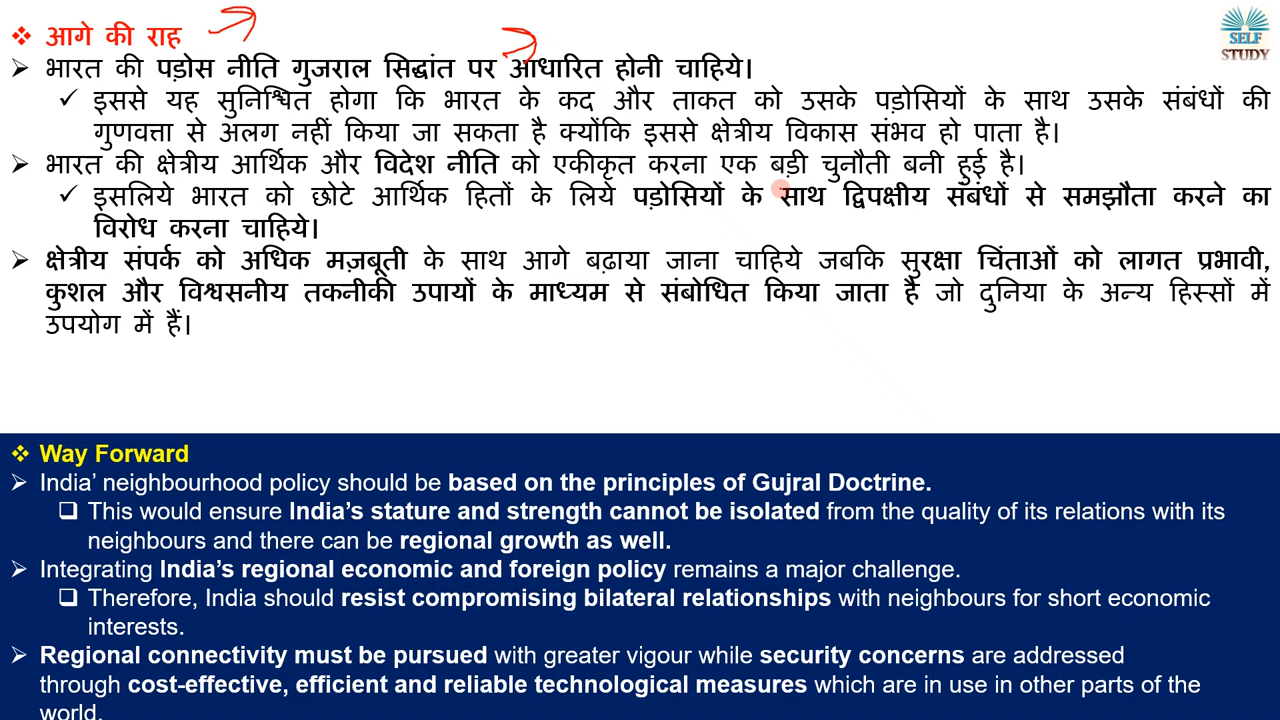 ❖ आगे की राह
SELF
STUDY
➢ भारत की पड़ोस नीति गुजराल सिद्धांत पर आधारित होनी चाहिये।
✓ इससे यह सुनिश्चित होगा कि भारत के कद और ताकत को उसके पड़ोसियों के साथ उसके संबंधों की
गुणवत्ता से अलग नहीं किया जा सकता है क्योंकि इससे क्षेत्रीय विकास संभव हो पाता है।
➢ भारत की क्षेत्रीय आर्थिक और विदेश नीति को एकीकृत करना एक बड़ी चुनौती बनी हुई है।
✓ इसलिये भारत को छोटे आर्थिक हितों के लिये पड़ोसियों के साथ द्विपक्षीय संबंधों से समझौता करने का
विरोध करना चाहिये।
➢ क्षेत्रीय संपर्क को अधिक मज़बूती के साथ आगे बढ़ाया जाना चाहिये जबकि सुरक्षा चिंताओं को लागत प्रभावी,
कुशल और विश्वसनीय तकनीकी उपायों के माध्यम से संबोधित किया जाता है जो दुनिया के अन्य हिस्सों में
उपयोग में हैं।
❖ Way Forward
➢ India’ neighbourhood policy should be based on the principles of Gujral Doctrine.
❑ This would ensure India’s stature and strength cannot be isolated from the quality of its relations with its
neighbours and there can be regional growth as well.
➢ Integrating India’s regional economic and foreign policy remains a major challenge.
❑ Therefore, India should resist compromising bilateral relationships with neighbours for short economic
interests.
➢ Regional connectivity must be pursued with greater vigour while security concerns are addressed
through cost-effective, efficient and reliable technological measures which are in use in other parts of the
world.